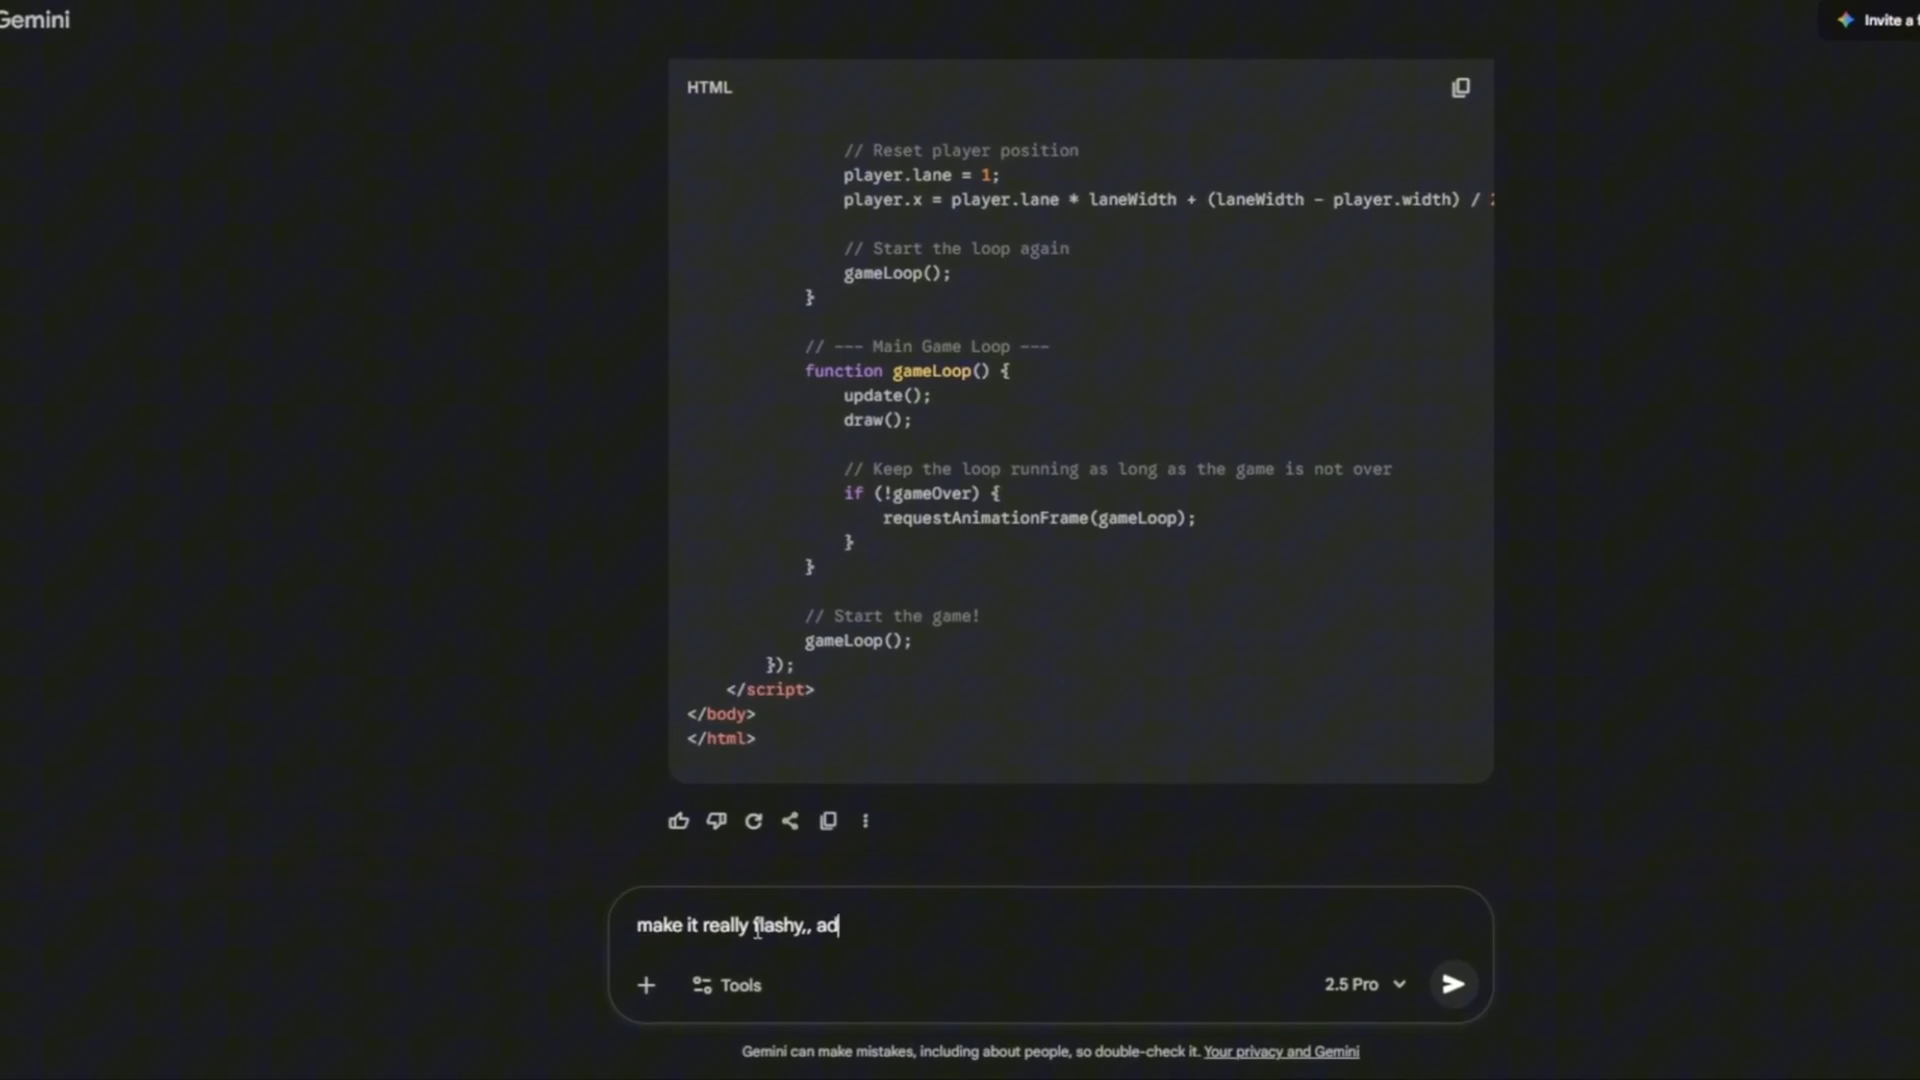 Gemini
Invite a f
HTML
// Reset player position
player.lane = 1;
player.x = player.lane * laneWidth + (laneWidth - player.width) / 2
// Start the loop again
gameLoop();
}
// --- Main Game Loop ---
function gameLoop() {
update();
draw();
// Keep the loop running as long as the game is not over
if (!gameOver) {
requestAnimationFrame(gameLoop);
}
}
// Start the game!
gameLoop();
});
</script>
</body>
</html>
make it really flashy,, ad
Tools
2.5 Pro
Gemini can make mistakes, including about people, so double-check it. Your privacy and Gemini